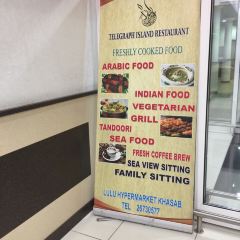 TELEGRAPH ISLAND RESTAURANT
FRESHLY COOKED FOOD
ARABIC FOOD
INDIAN FOOD
VEGETARIAN
GRILL
TANDOORI
SEA FOOD
FRESH COFFEE BREW
SEA VIEW SITTING
FAMILY SITTING
LULU HYPERMARKET KHASAB
TEL 26730577